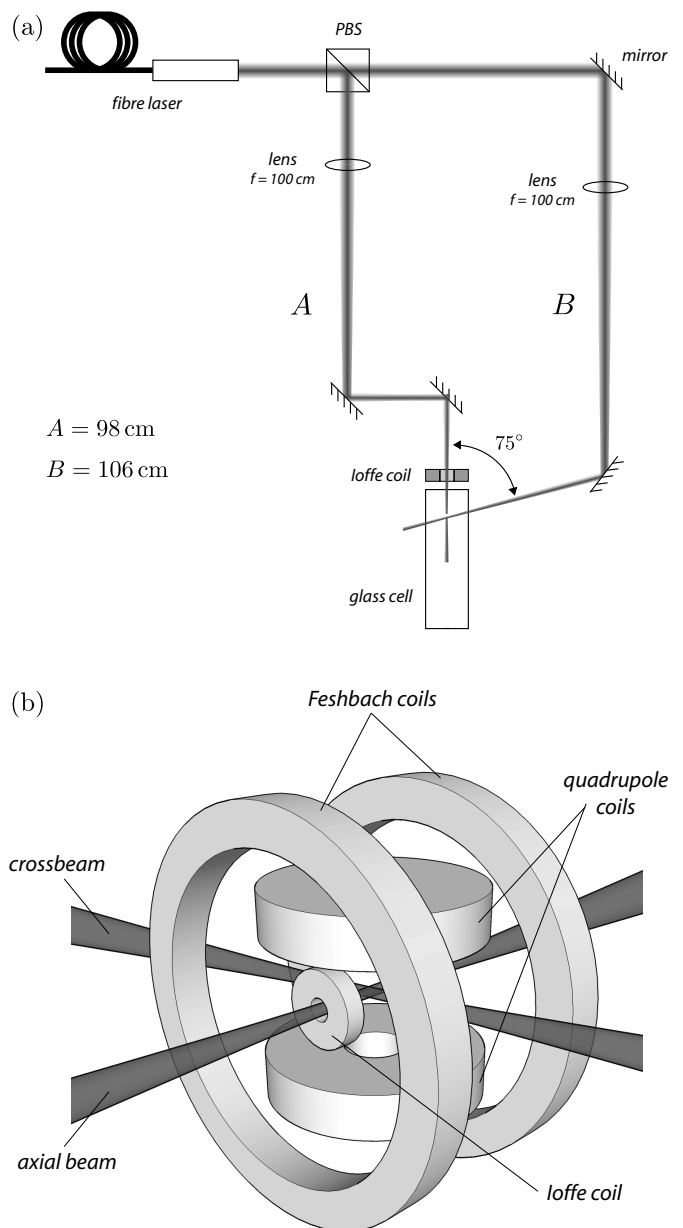 (a)
PBS
mirror
fibre laser
lens
f = 100 cm
lens
f = 100 cm
A
B
A = 98 cm
B = 106 cm
75°
Ioffe coil
glass cell
(b)
Feshbach coils
quadrupole
coils
crossbeam
axial beam
Ioffe coil